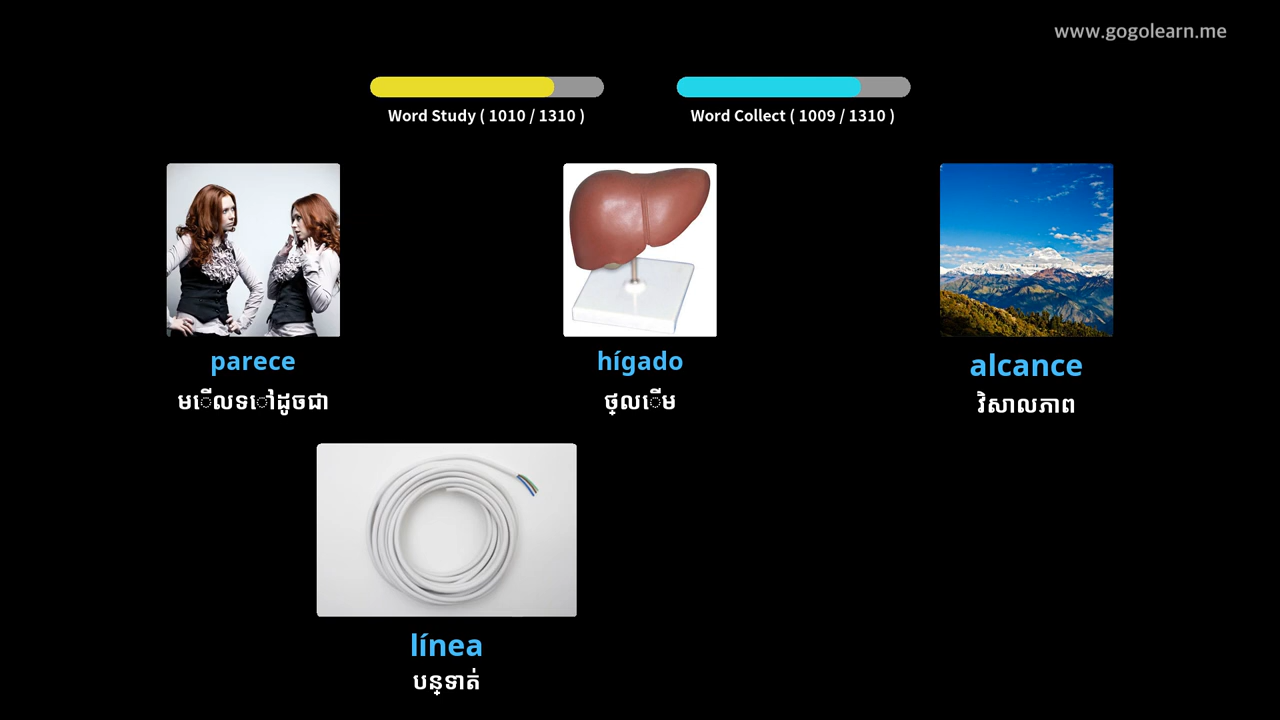 www.gogolearn.me
Word Study ( 1010 / 1310 )
Word Collect ( 1009 / 1310 )
parece
មើលទៅដូចជា
hígado
ថ្លើម
alcance
វិសាលភាព
línea
បន្ទាត់